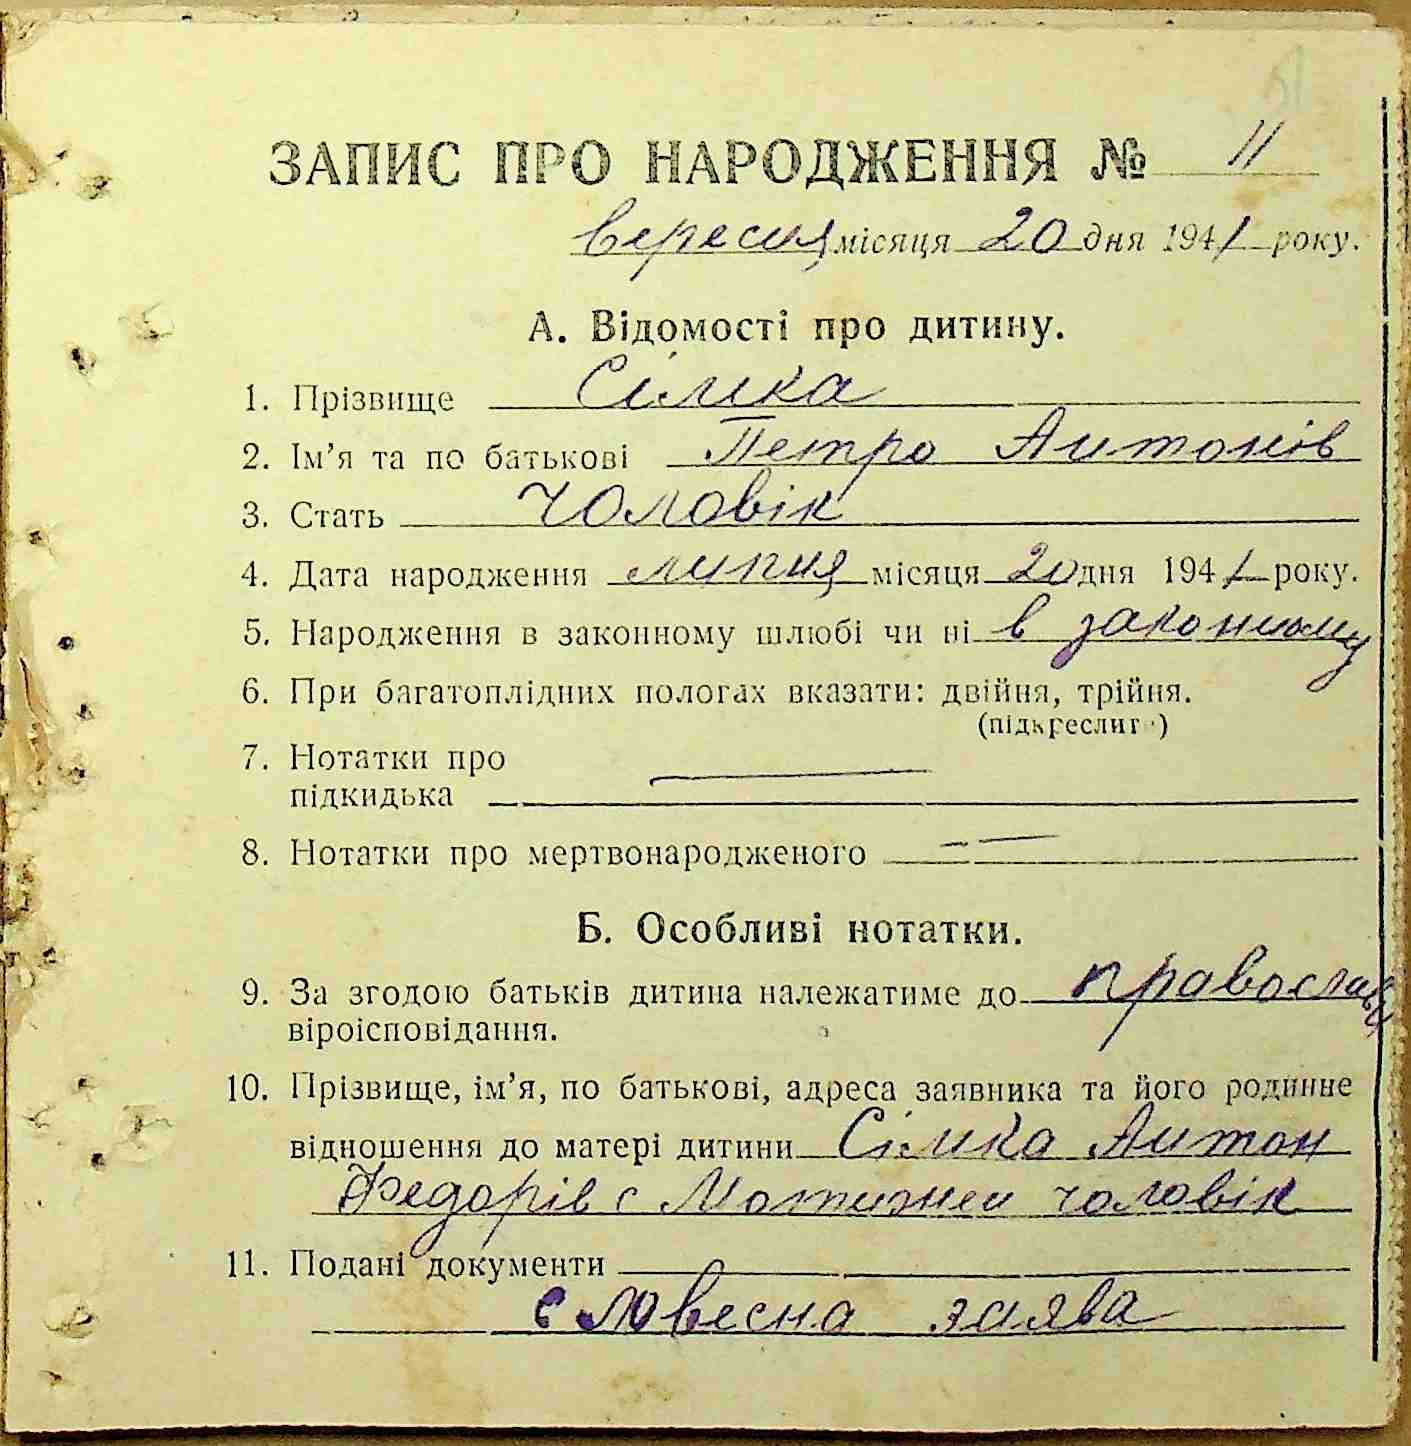 ЗАПИС ПРО НАРОДЖЕННЯ № 11
вересня місяця 20 дня 1941 року.
А. Відомості про дитину.
1. Прізвище Сімка
2. Ім’я та по батькові Петро Антонів
3. Стать чоловік
4. Дата народження липня місяця 20 дня 1941 року.
5. Народження в законному шлюбі чи ні в законному
6. При багатоплідних пологах вказати: двійня, трійня.
(підкреслити)
7. Нотатки про
підкидька
8. Нотатки про мертвонародженого
Б. Особливі нотатки.
9. За згодою батьків дитина належатиме до
віроісповідання.
10. Прізвище, ім’я, по батькові, адреса заявника та його родинне
відношення до матері дитини Сімка Антон
Федорів с чоловік
11. Подані документи
словесна заява